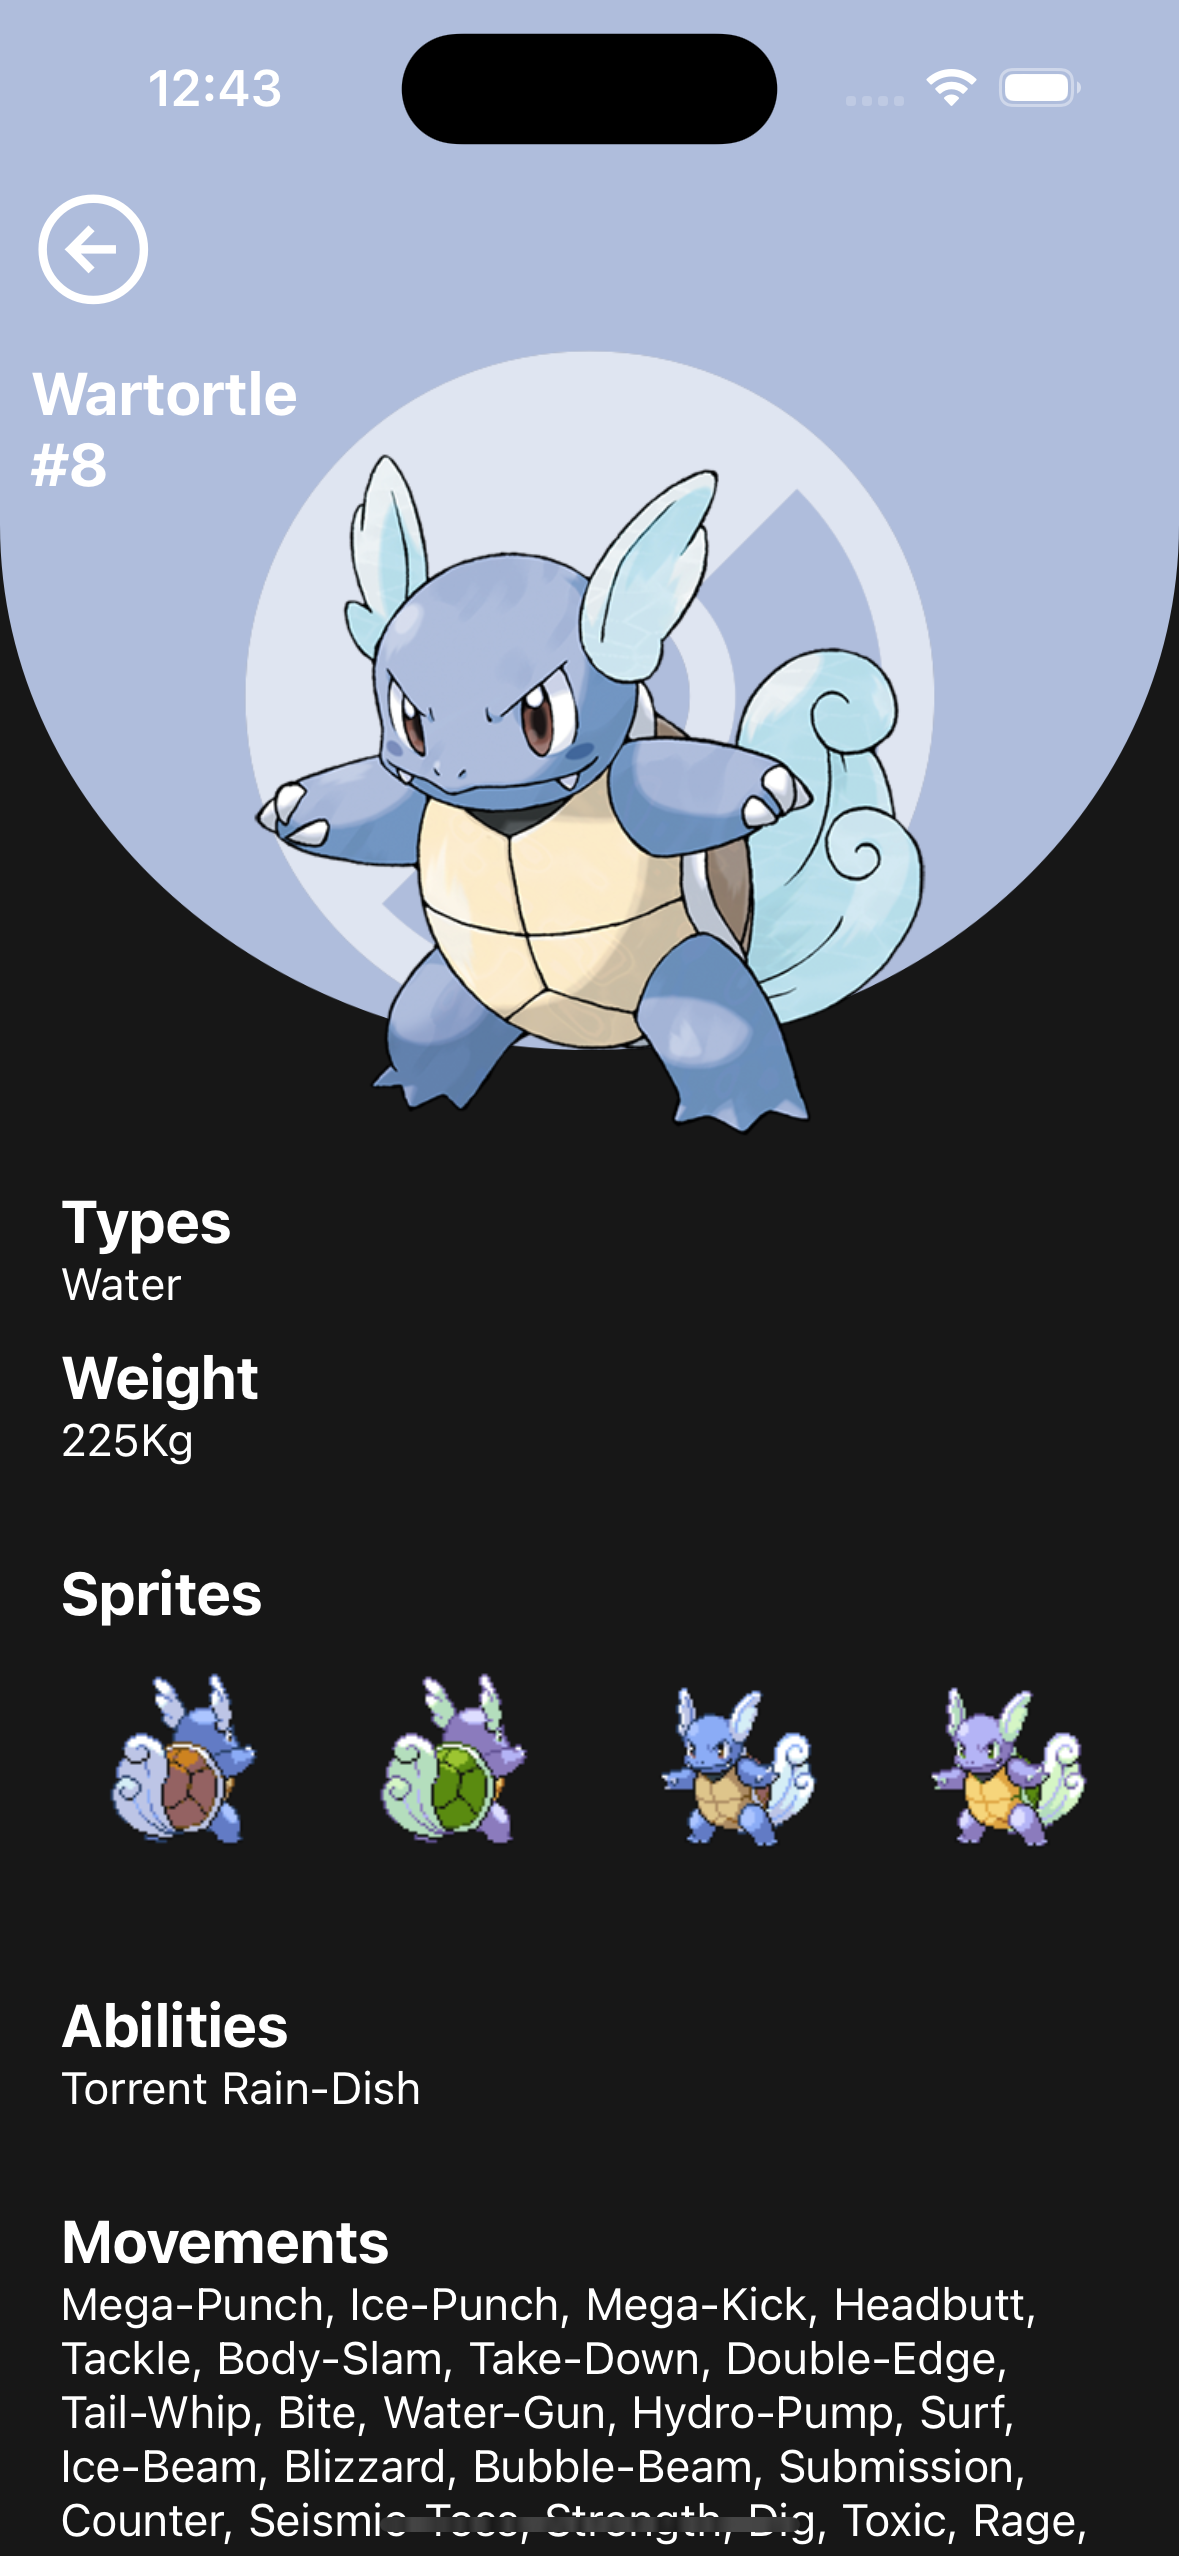 12:43
Wartortle
#8
Types
Water
Weight
225Kg
Sprites
Abilities
Torrent Rain-Dish
Movements
Mega-Punch, Ice-Punch, Mega-Kick, Headbutt,
Tackle, Body-Slam, Take-Down, Double-Edge,
Tail-Whip, Bite, Water-Gun, Hydro-Pump, Surf,
Ice-Beam, Blizzard, Bubble-Beam, Submission,
Counter, Seismic-Toss, Strength, Dig, Toxic, Rage,